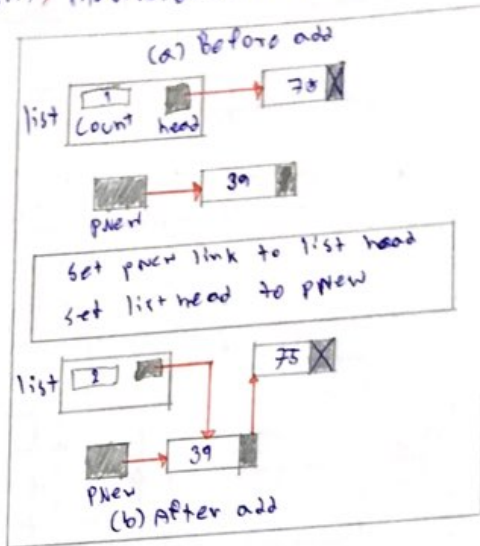 (a) Before add
1 75
list count head
39
pNew
Set pNew link to list head
set list head to pNew
75
list 2
39
PNew
(b) After add